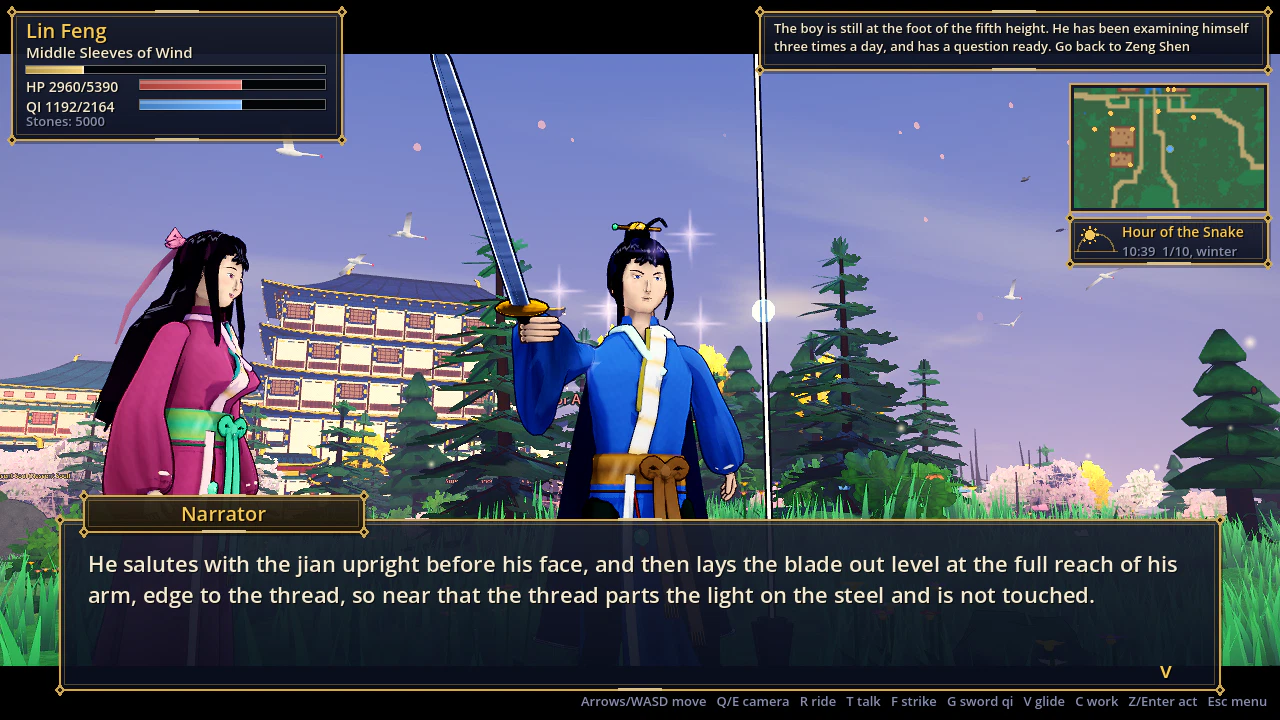 Lin Feng
Middle Sleeves of Wind
HP 2960/5390
QI 1192/2164
Stones: 5000
The boy is still at the foot of the fifth height. He has been examining himself
three times a day, and has a question ready. Go back to Zeng Shen
Hour of the Snake
10:39 1/10, winter
Narrator
He salutes with the jian upright before his face, and then lays the blade out level at the full reach of his
arm, edge to the thread, so near that the thread parts the light on the steel and is not touched.
V
Arrows/WASD move Q/E camera R ride T talk F strike G sword qi V glide C work Z/Enter act Esc menu